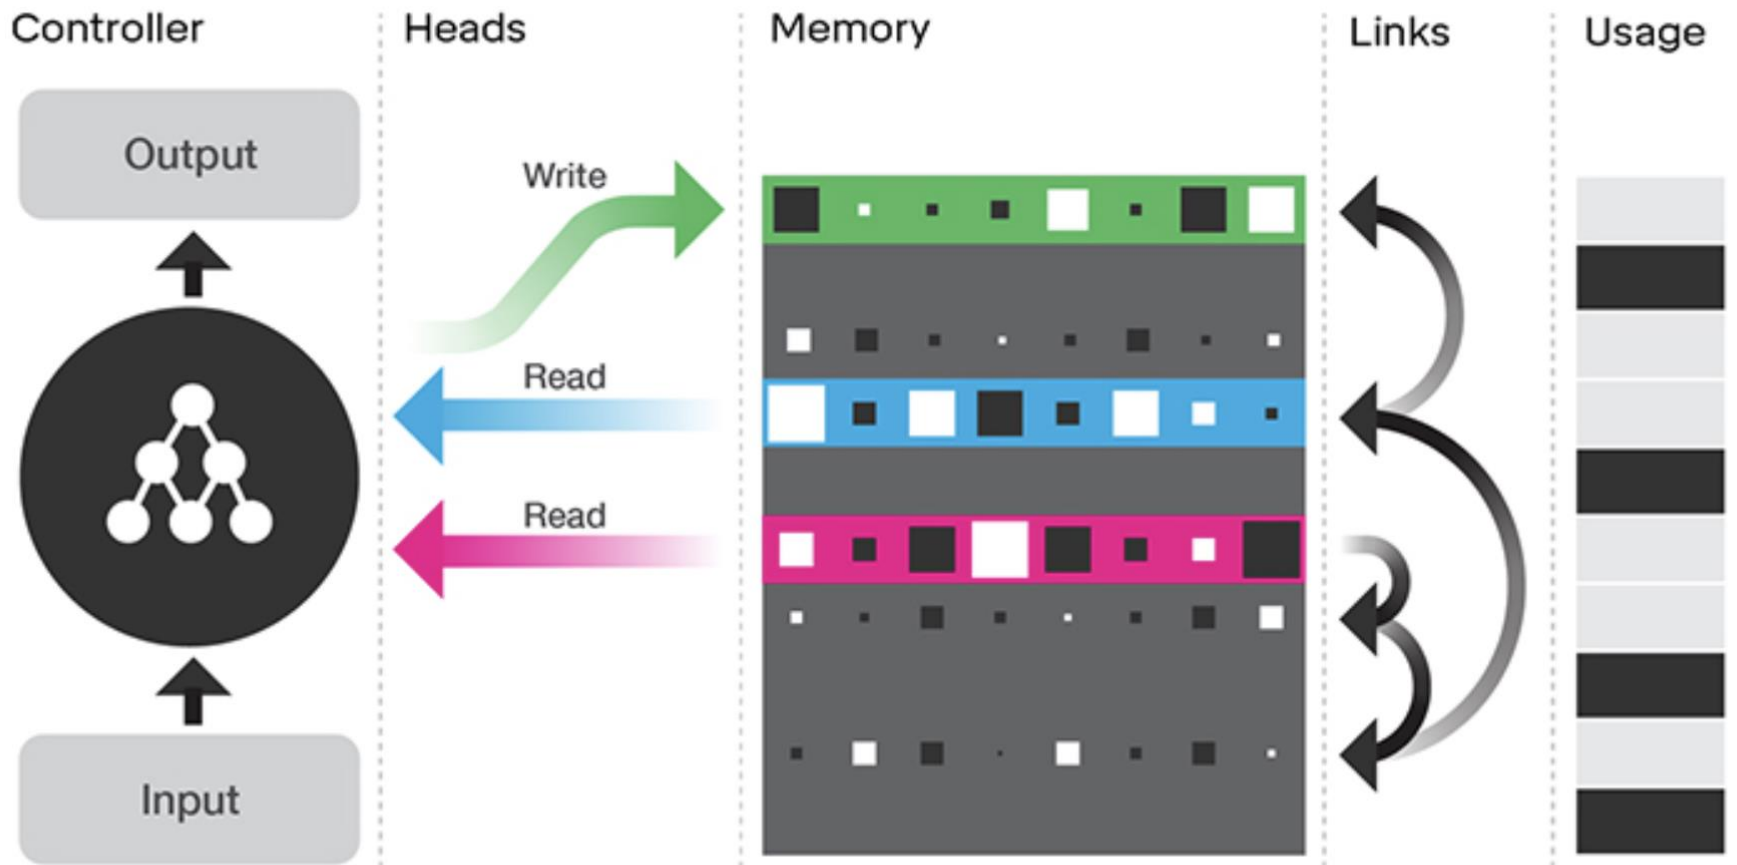 Controller
Heads
Memory
Links
Usage
Output
Write
Read
Read
Input